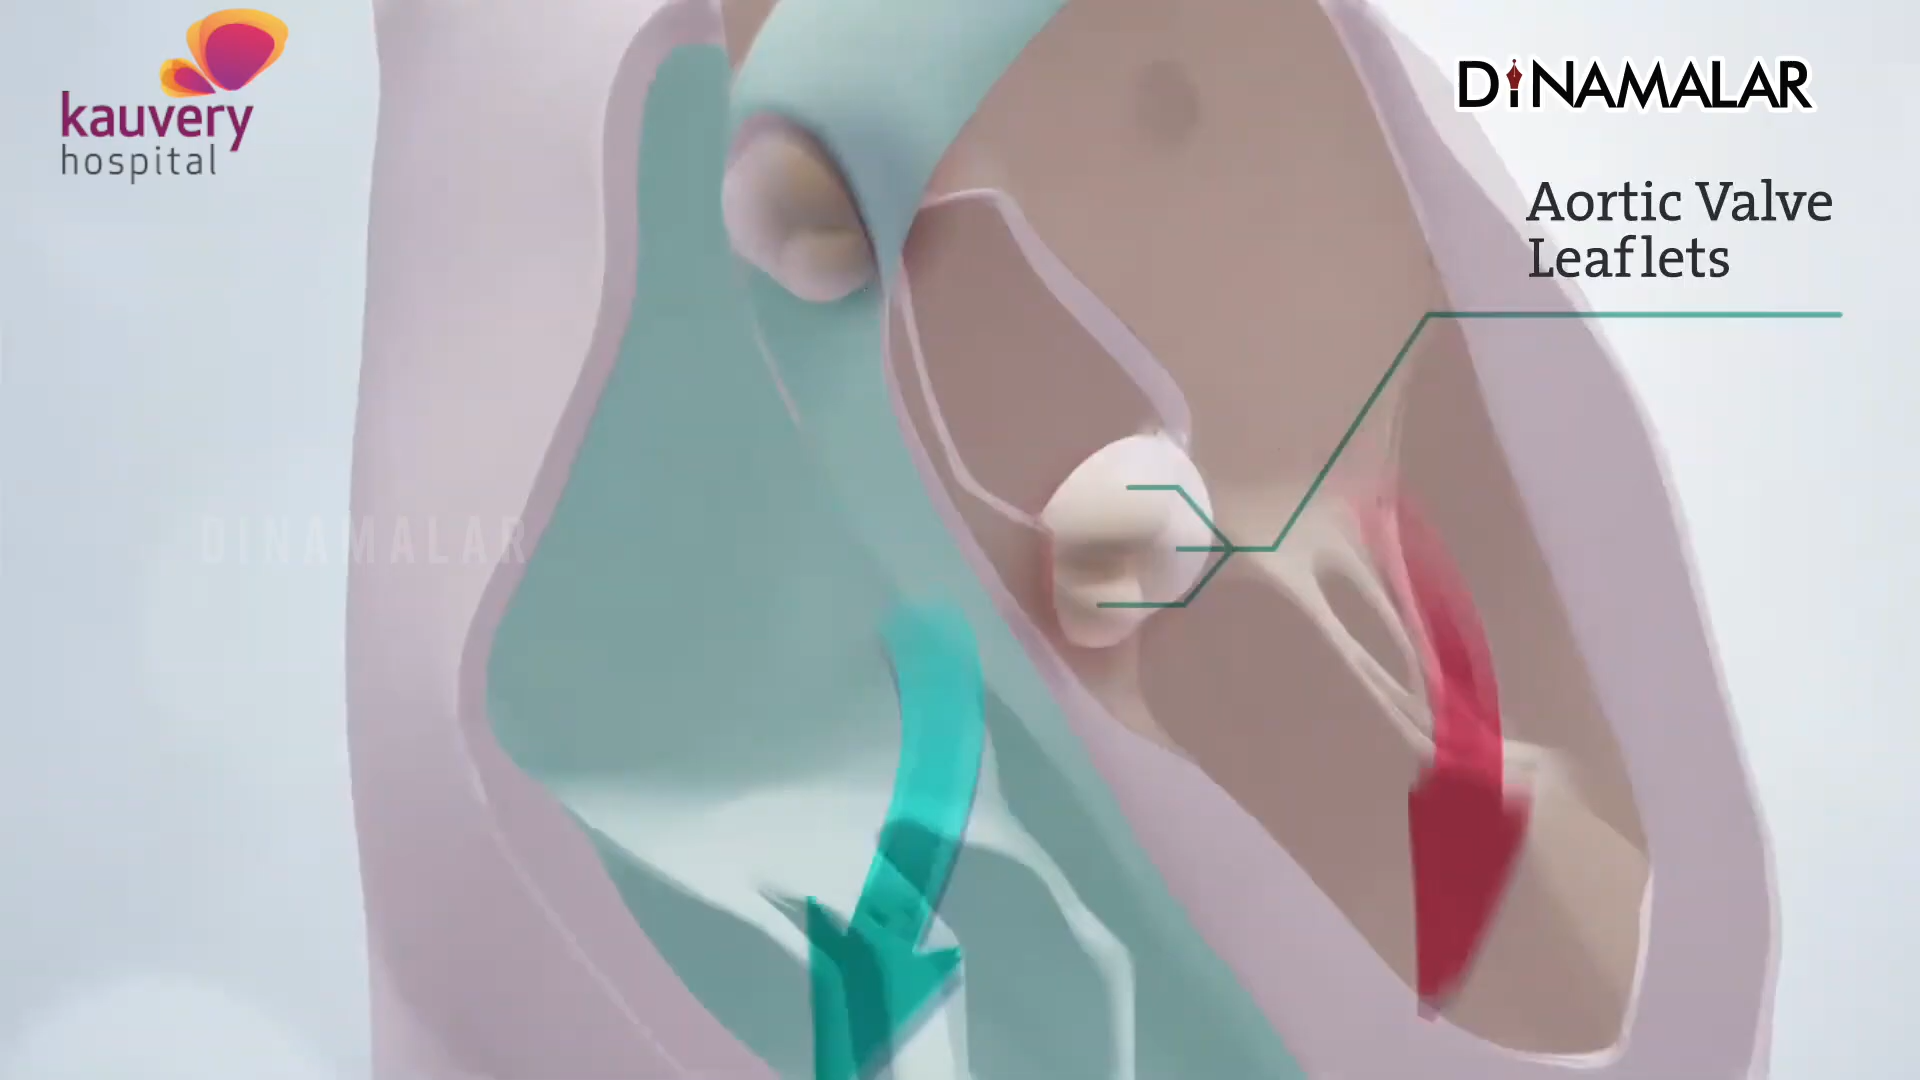 kauvery
hospital
DINAMALAR
Aortic Valve
Leaflets
DINAMALAR